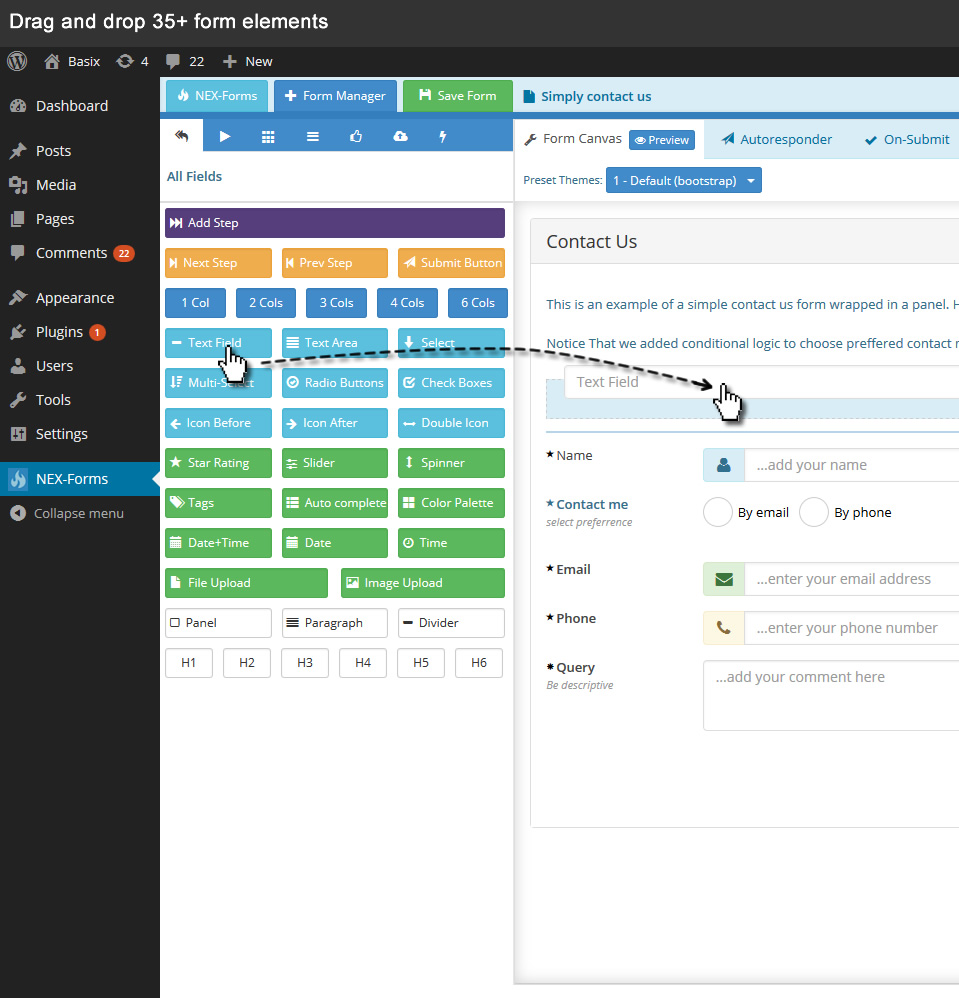 Drag and drop 35+ form elements
Basix 4 22 New
Dashboard
Posts
Media
Pages
Comments 22
Appearance
Plugins 1
Users
Tools
Settings
NEX-Forms
Collapse menu
NEX-Forms Form Manager Save Form Simply contact us
All Fields
Add Step
Next Step Prev Step Submit Button
1 Col 2 Cols 3 Cols 4 Cols 6 Cols
Text Field Text Area Select
Multi-Select Radio Buttons Check Boxes
Icon Before Icon After Double Icon
Star Rating Slider Spinner
Tags Auto complete Color Palette
Date+Time Date Time
File Upload Image Upload
Panel Paragraph Divider
H1 H2 H3 H4 H5 H6
Form Canvas Preview Autoresponder On-Submit
Preset Themes: 1 - Default (bootstrap)
Contact Us
This is an example of a simple contact us form wrapped in a panel. H
Notice That we added conditional logic to choose preffered contact
Text Field
Name ...add your name
Contact me By email By phone
select preferrence
Email ...enter your email address
Phone ...enter your phone number
Query ...add your comment here
Be descriptive